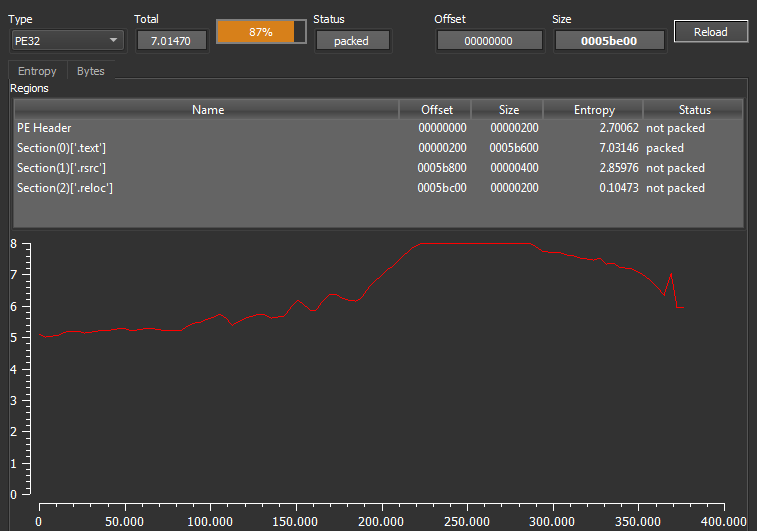 Type Total Status Offset Size
PE32 7.01470 87% packed 00000000 0005be00 Reload
Entropy Bytes
Regions
Name Offset Size Entropy Status
PE Header 00000000 00000200 2.70062 not packed
Section(0)['.text'] 00000200 0005b600 7.03146 packed
Section(1)['.rsrc'] 0005b800 00000400 2.85976 not packed
Section(2)['.reloc'] 0005bc00 00000200 0.10473 not packed
8
7
6
5
4
3
2
1
0
0 50.000 100.000 150.000 200.000 250.000 300.000 350.000 400.000